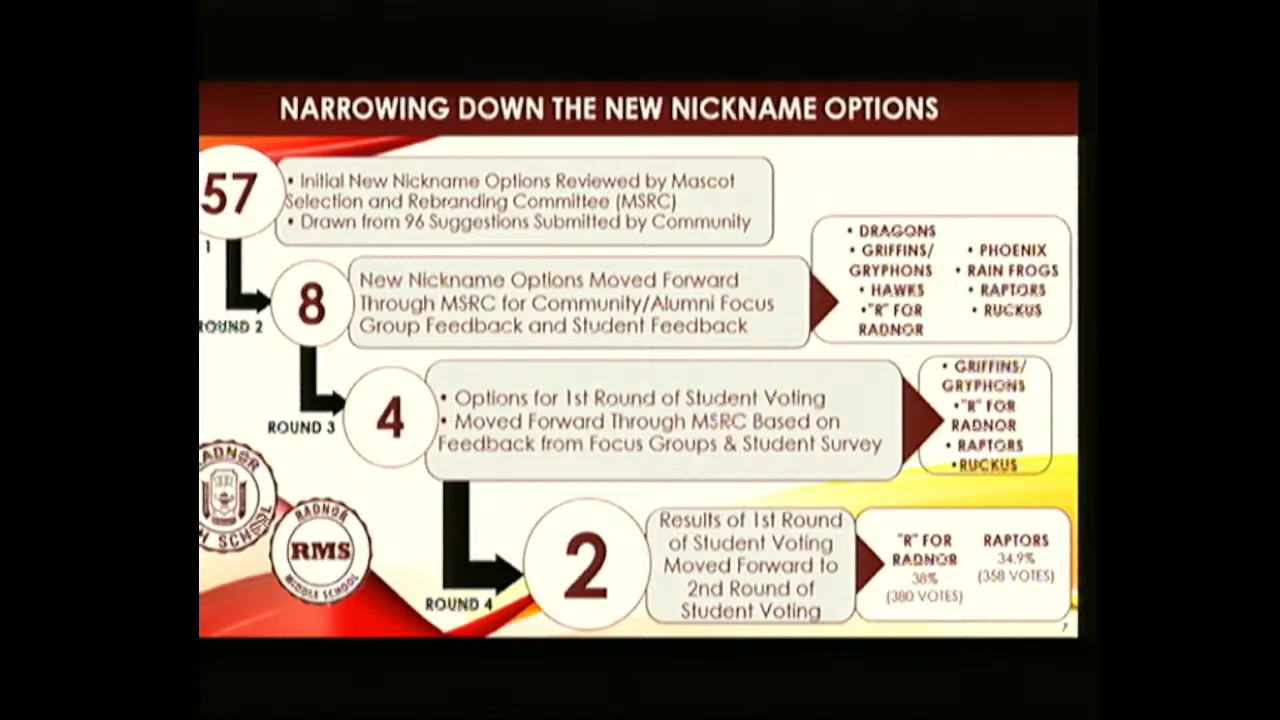 NARROWING DOWN THE NEW NICKNAME OPTIONS
57
• Initial New Nickname Options Reviewed by Mascot
Selection and Rebranding Committee (MSRC)
• Drawn from 96 Suggestions Submitted by Community
1
8
New Nickname Options Moved Forward
Through MSRC for Community/Alumni Focus
Group Feedback and Student Feedback
• DRAGONS
• GRIFFINS/
GRYPHONS
• HAWKS
• "R" FOR
RADNOR
• PHOENIX
• RAIN FROGS
• RAPTORS
• RUCKUS
ROUND 2
4
• Options for 1st Round of Student Voting
• Moved Forward Through MSRC Based on
Feedback from Focus Groups & Student Survey
• GRIFFINS/
GRYPHONS
• "R" FOR
RADNOR
• RAPTORS
• RUCKUS
ROUND 3
2
Results of 1st Round
of Student Voting
Moved Forward to
2nd Round of
Student Voting
"R" FOR
RADNOR
38%
(380 VOTES)
RAPTORS
34.9%
(358 VOTES)
ROUND 4
RADNOR
SCHOOL
RADNOR
RMS
MIDDLE SCHOOL
7